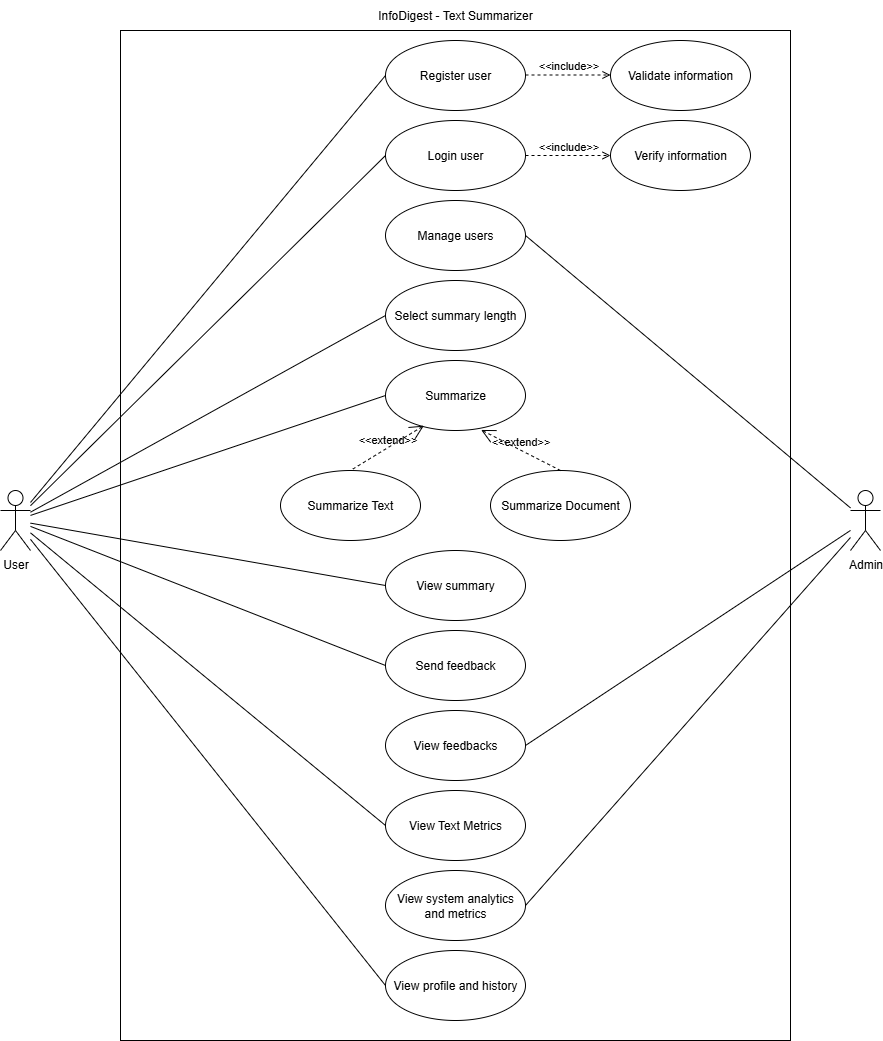 InfoDigest - Text Summarizer
Register user
<<include>>
Validate information
Login user
<<include>>
Verify information
Manage users
Select summary length
Summarize
<<extend>>
<<extend>>
Summarize Text
Summarize Document
User
Admin
View summary
Send feedback
View feedbacks
View Text Metrics
View system analytics
and metrics
View profile and history